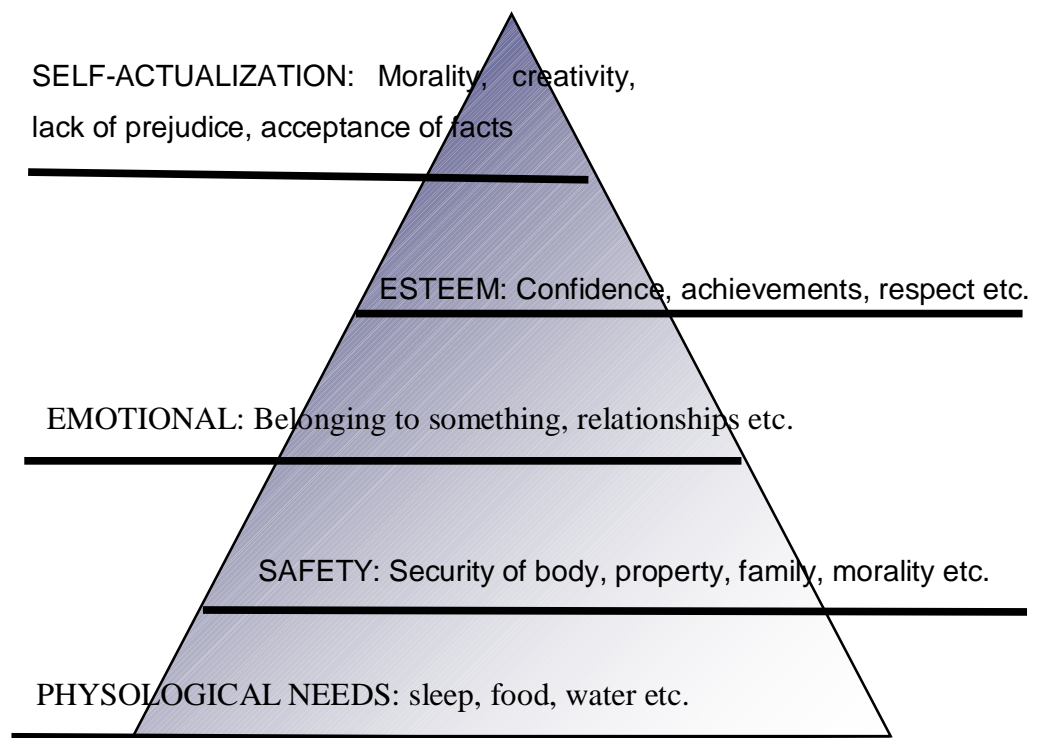 SELF-ACTUALIZATION: Morality, creativity,
lack of prejudice, acceptance of facts
ESTEEM: Confidence, achievements, respect etc.
EMOTIONAL: Belonging to something, relationships etc.
SAFETY: Security of body, property, family, morality etc.
PHYSOLOGICAL NEEDS: sleep, food, water etc.